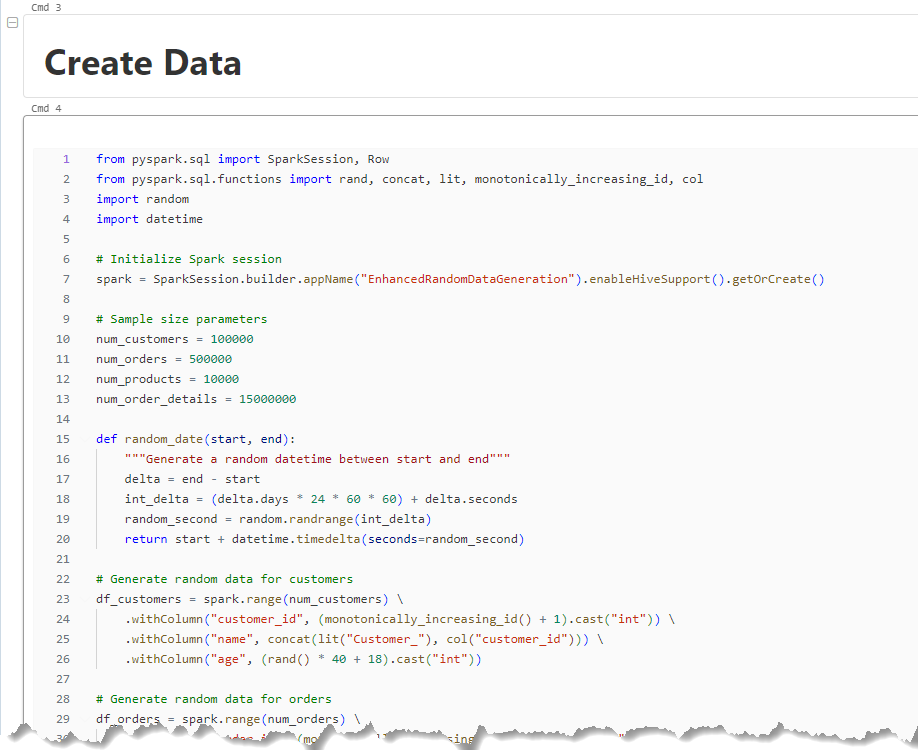 Cmd 3
Create Data
Cmd 4
1 from pyspark.sql import SparkSession, Row
2 from pyspark.sql.functions import rand, concat, lit, monotonically_increasing_id, col
3 import random
4 import datetime
5
6 # Initialize Spark session
7 spark = SparkSession.builder.appName("EnhancedRandomDataGeneration").enableHiveSupport().getOrCreate()
8
9 # Sample size parameters
10 num_customers = 100000
11 num_orders = 500000
12 num_products = 10000
13 num_order_details = 15000000
14
15 def random_date(start, end):
16     """Generate a random datetime between start and end"""
17     delta = end - start
18     int_delta = (delta.days * 24 * 60 * 60) + delta.seconds
19     random_second = random.randrange(int_delta)
20     return start + datetime.timedelta(seconds=random_second)
21
22 # Generate random data for customers
23 df_customers = spark.range(num_customers) \
24     .withColumn("customer_id", (monotonically_increasing_id() + 1).cast("int")) \
25     .withColumn("name", concat(lit("Customer_"), col("customer_id"))) \
26     .withColumn("age", (rand() * 40 + 18).cast("int"))
27
28 # Generate random data for orders
29 df_orders = spark.range(num_orders) \
30